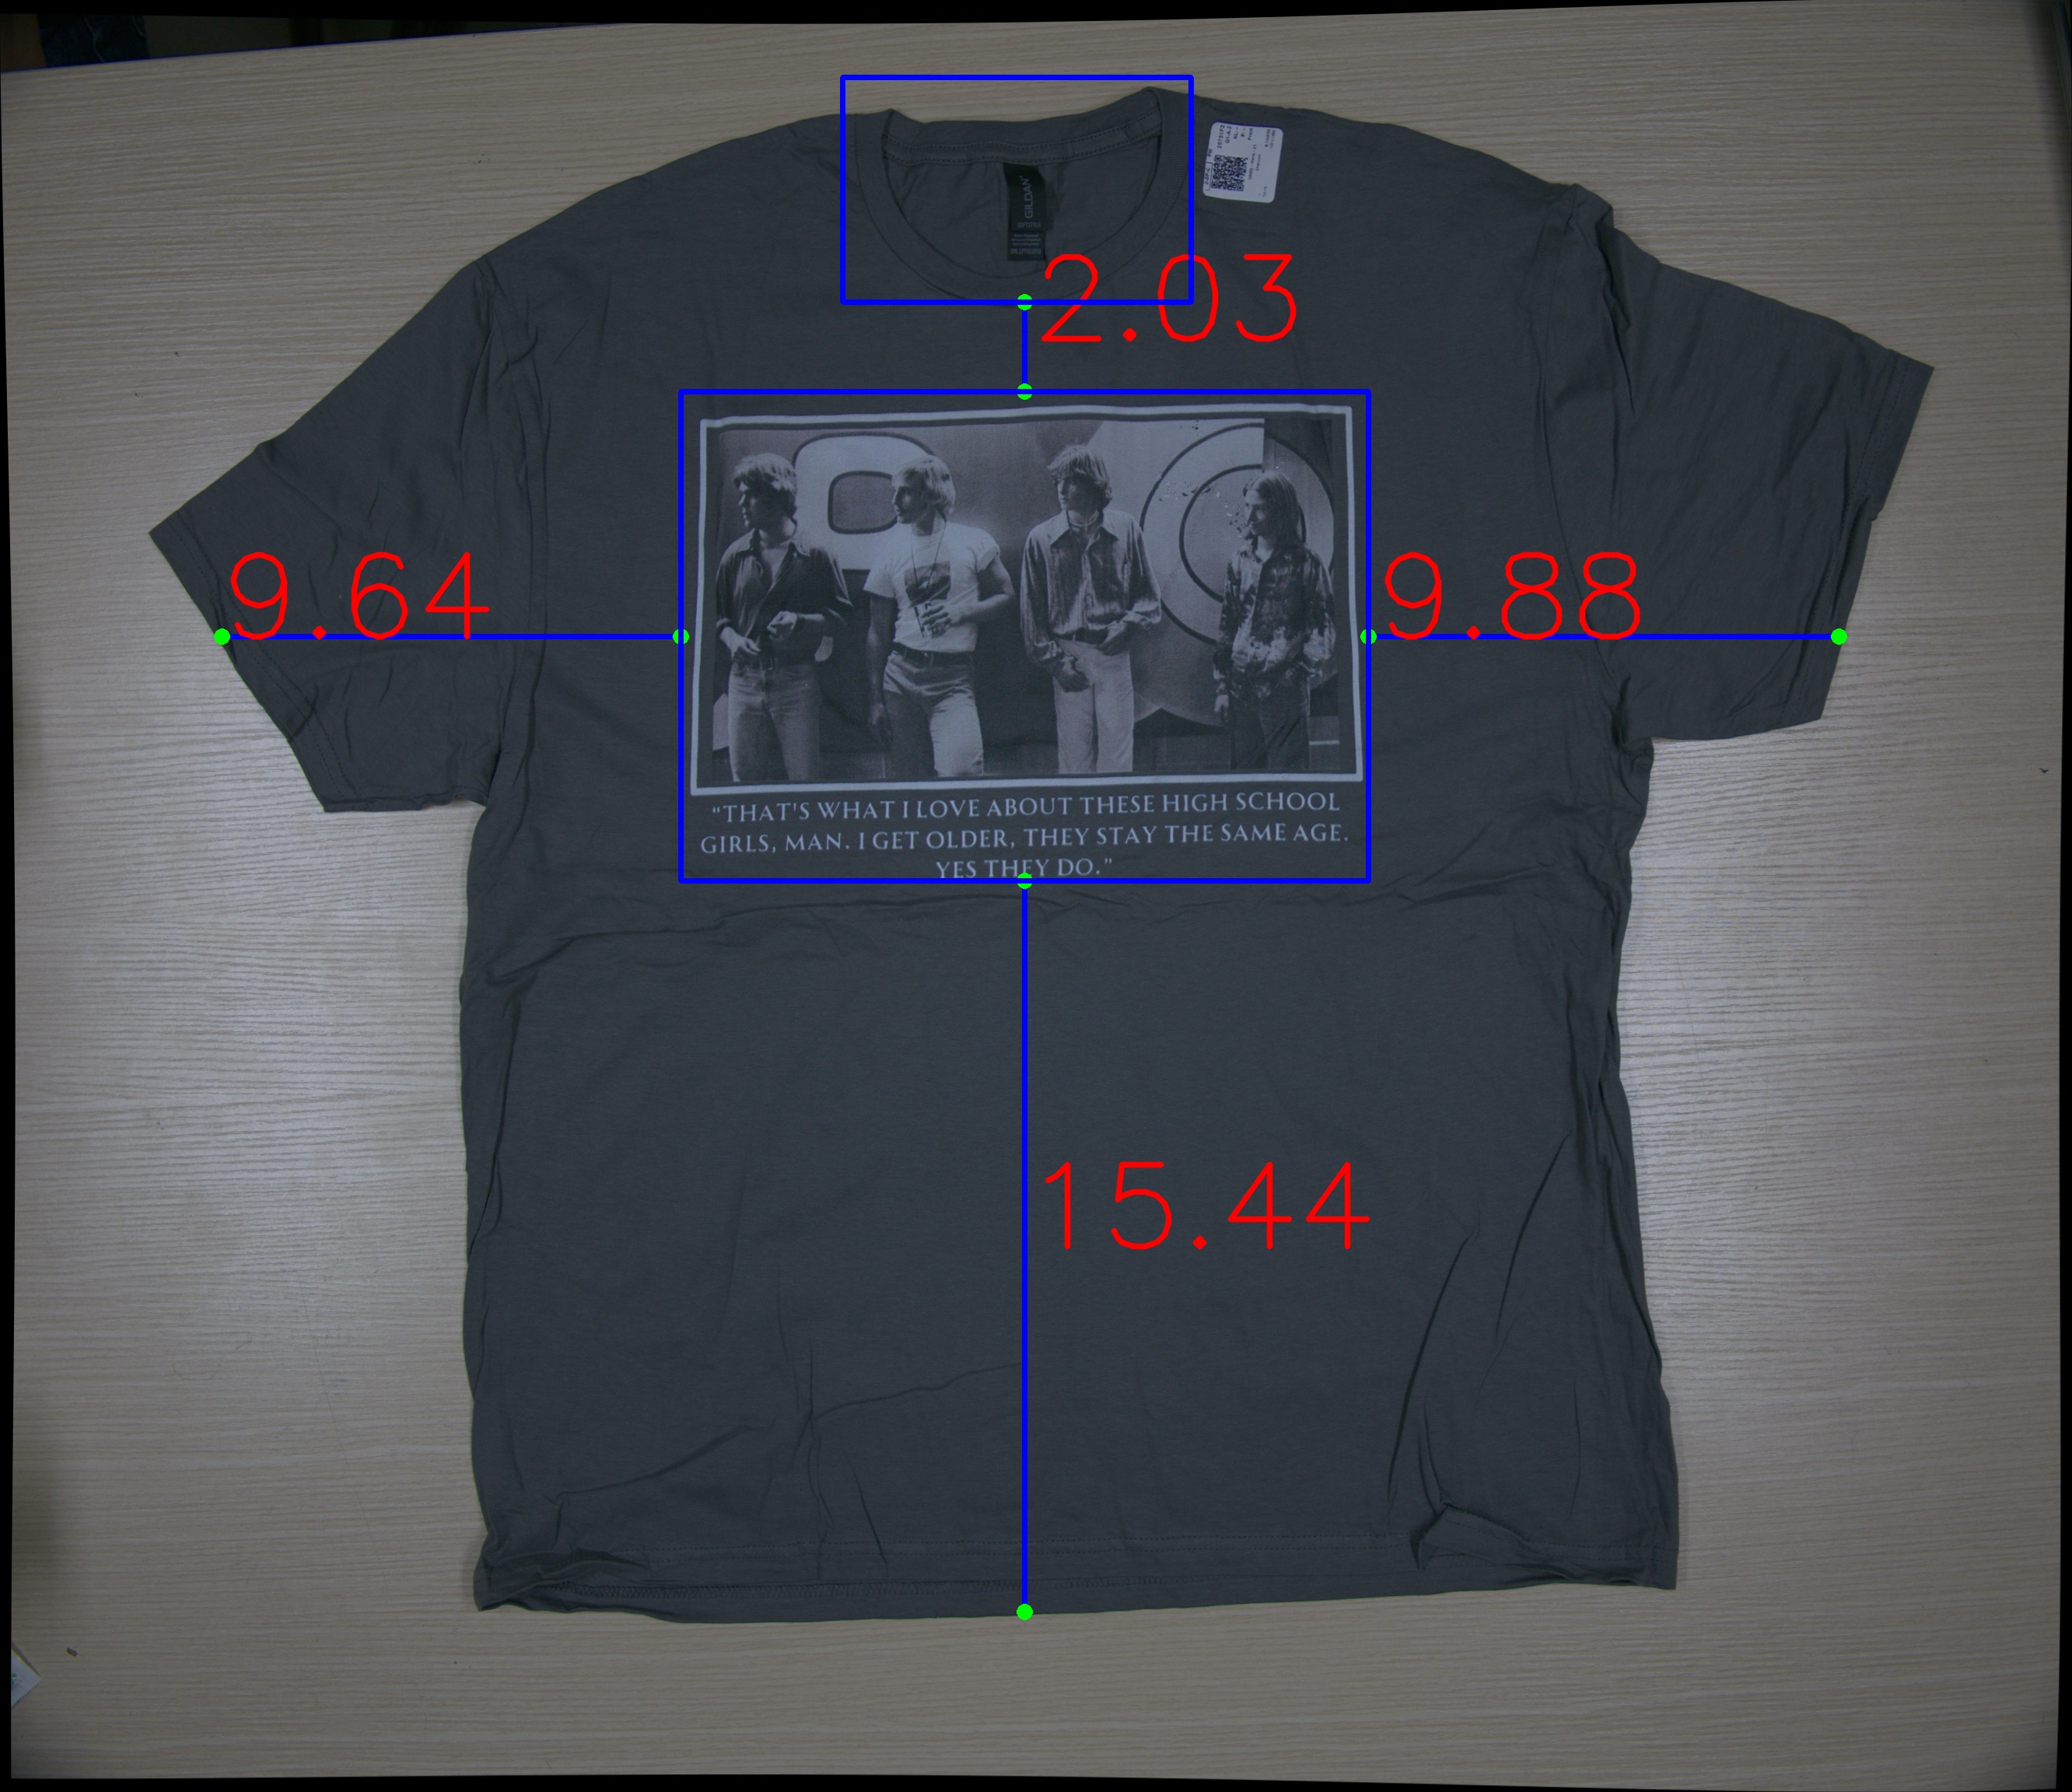 GILDAN
2.03
9.64
9.88
“THAT'S WHAT I LOVE ABOUT THESE HIGH SCHOOL
GIRLS, MAN. I GET OLDER, THEY STAY THE SAME AGE.
YES THEY DO.”
15.44